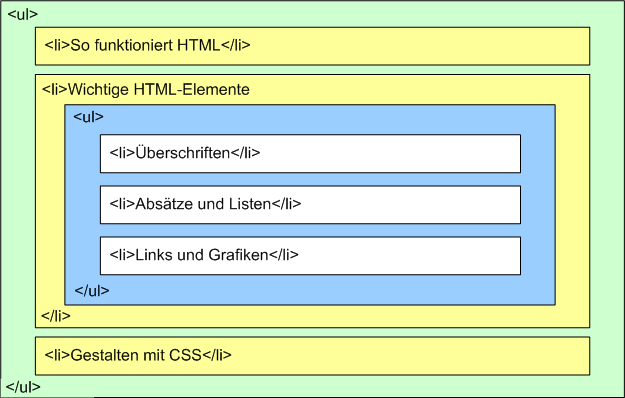 <ul>
<li>So funktioniert HTML</li>
<li>Wichtige HTML-Elemente
<ul>
<li>Überschriften</li>
<li>Absätze und Listen</li>
<li>Links und Grafiken</li>
</ul>
</li>
<li>Gestalten mit CSS</li>
</ul>